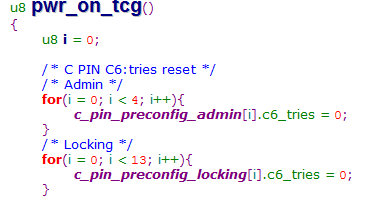 u8 pwr_on_tcg()
{
u8 i = 0;
/* C PIN C6:tries reset */
/* Admin */
for(i = 0; i < 4; i++){
c_pin_preconfig_admin[i].c6_tries = 0;
}
/* Locking */
for(i = 0; i < 13; i++){
c_pin_preconfig_locking[i].c6_tries = 0;
}